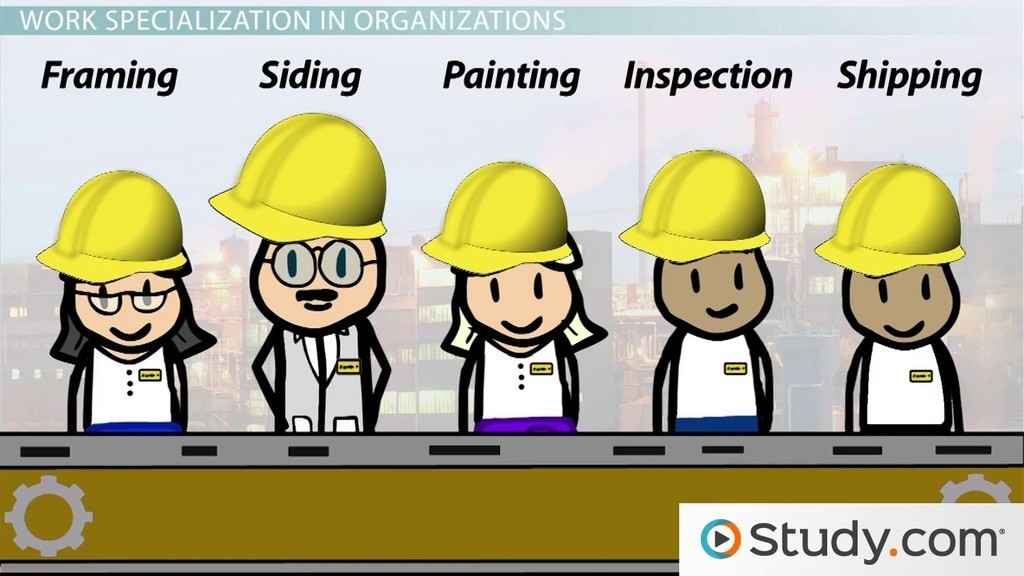 WORK SPECIALIZATION IN ORGANIZATIONS
Framing Siding Painting Inspection Shipping
Study.com®